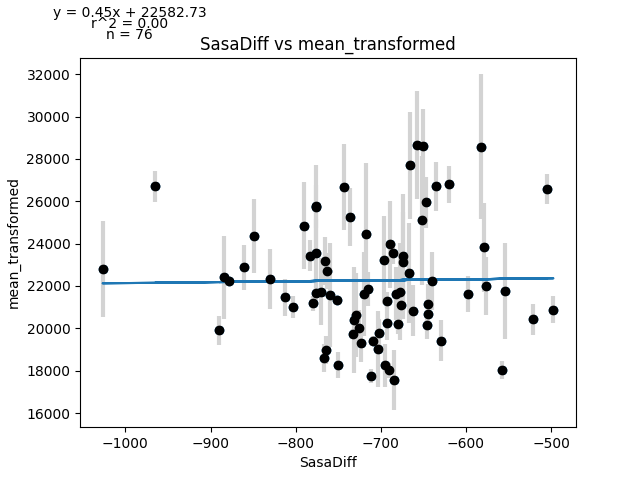 y = 0.45x + 22582.73
r^2 = 0.00
n = 76
SasaDiff vs mean_transformed
32000
30000
28000
26000
24000
22000
20000
18000
16000
mean_transformed
−1000
−900
−800
−700
−600
−500
SasaDiff